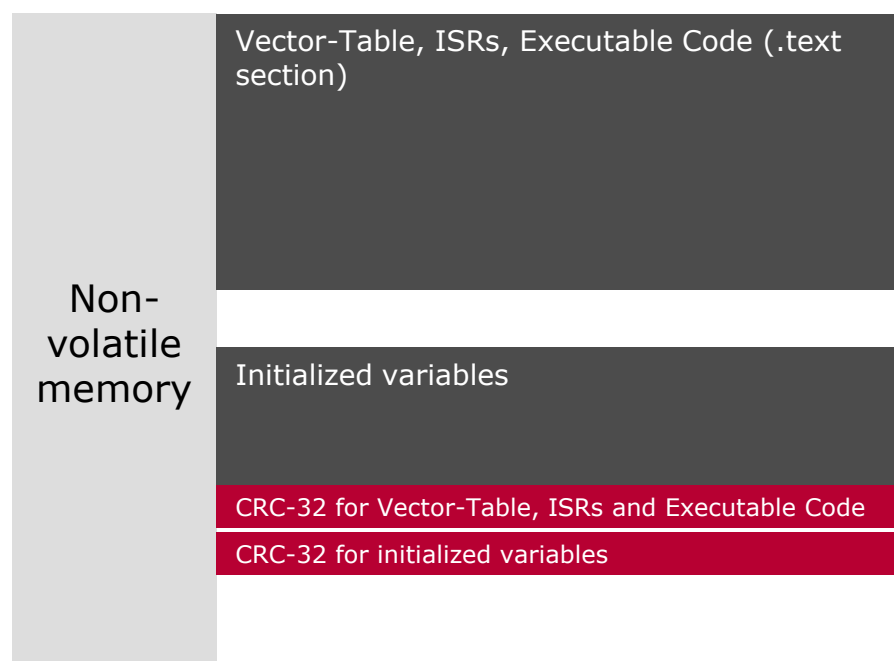 Vector-Table, ISRs, Executable Code (.text
section)
Non-
volatile
memory
Initialized variables
CRC-32 for Vector-Table, ISRs and Executable Code
CRC-32 for initialized variables